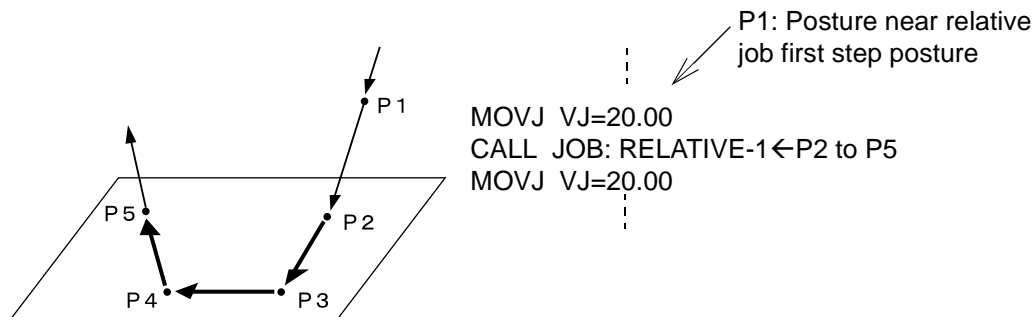 P1: Posture near relative
job first step posture
MOVJ VJ=20.00
CALL JOB: RELATIVE-1←P2 to P5
MOVJ VJ=20.00
P1
P2
P3
P4
P5